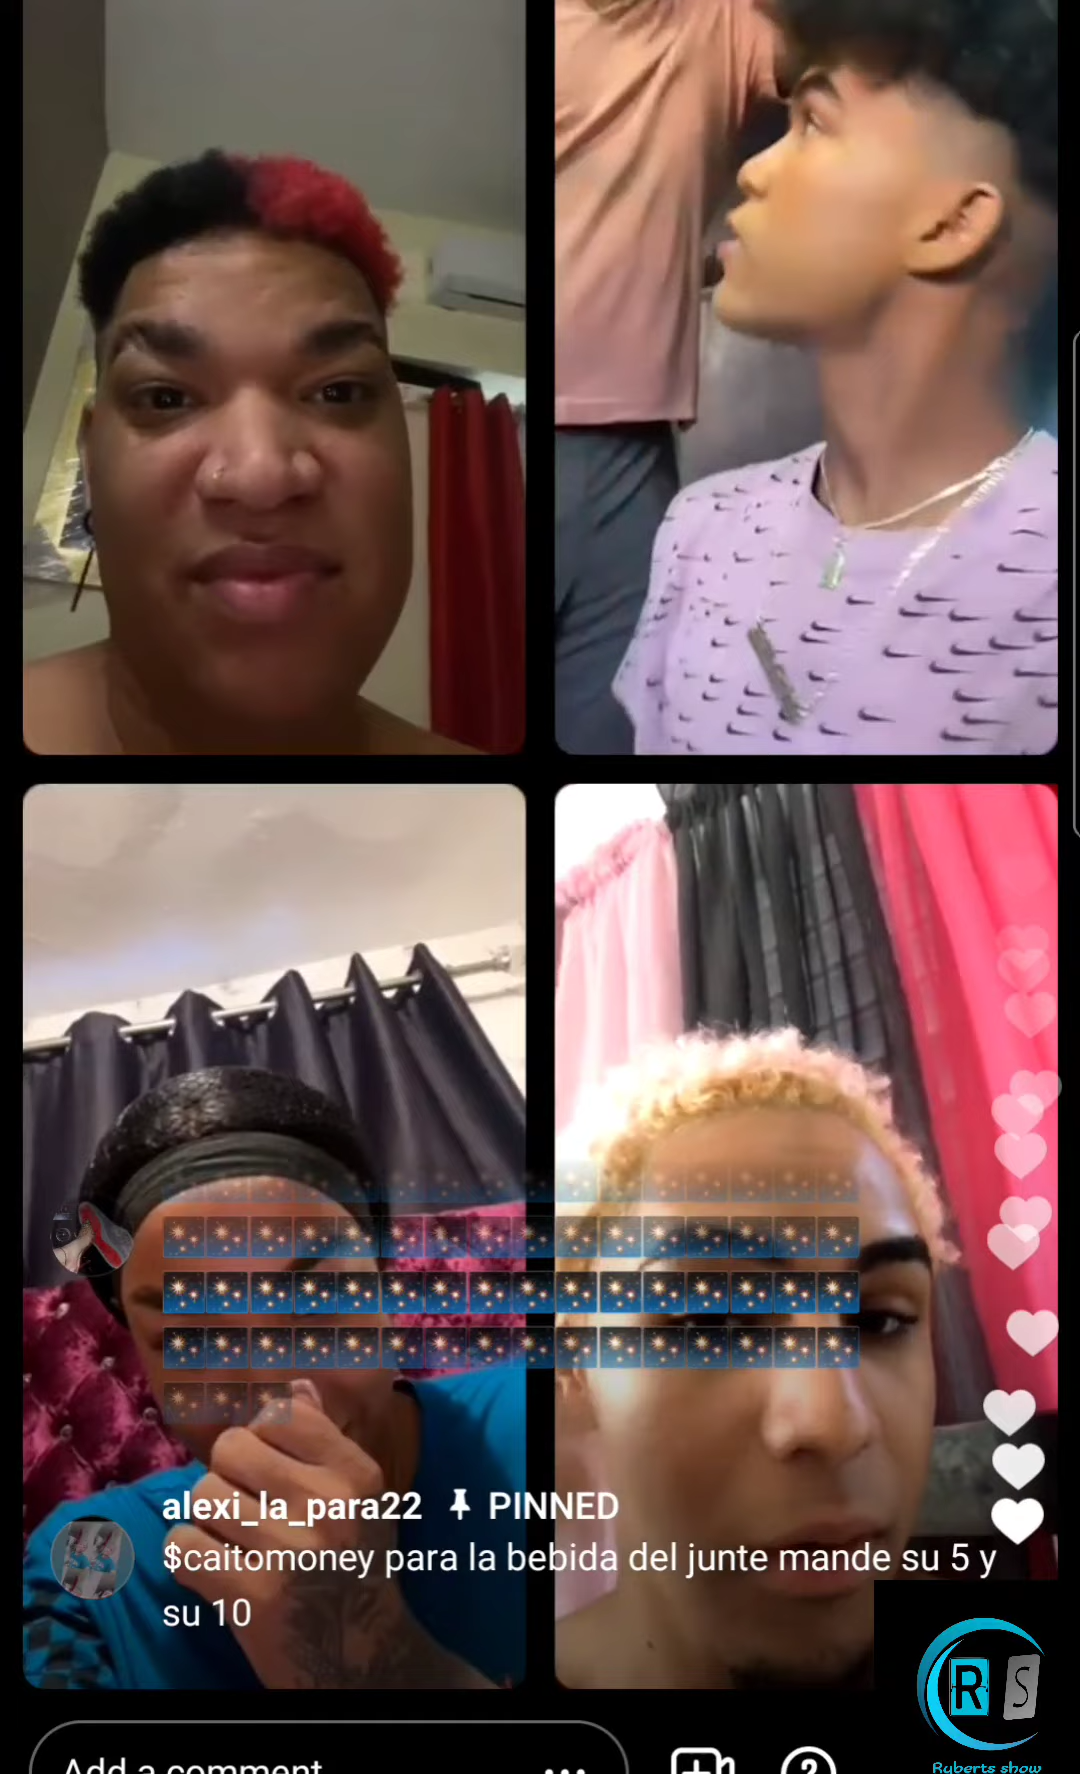 alexi_la_para22 PINNED
$caitomoney para la bebida del junte mande su 5 y
su 10
R S
Ryberts show
Add a comment